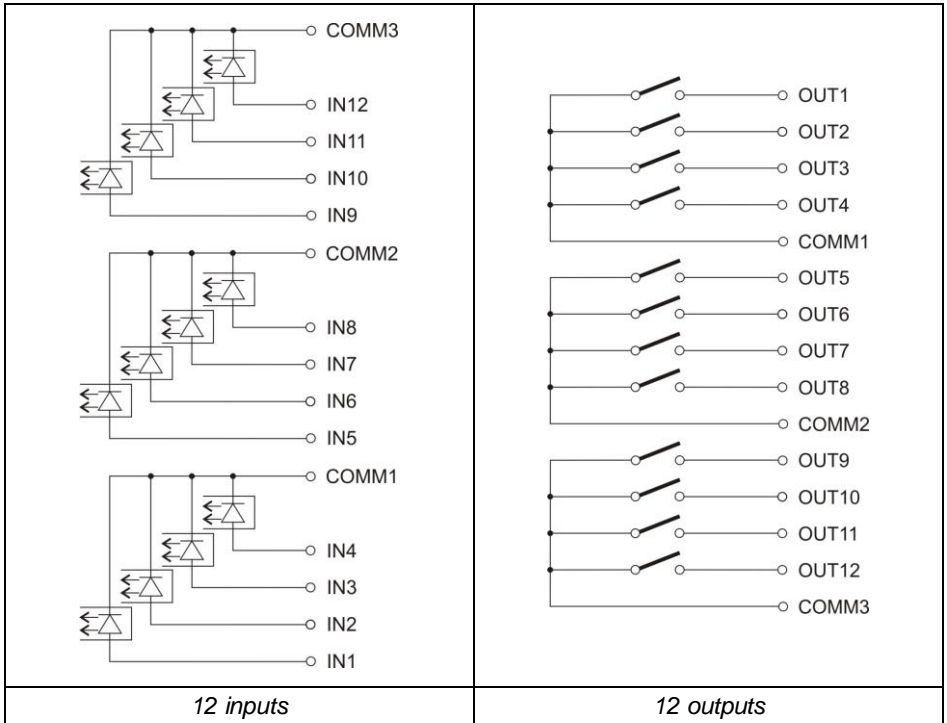 COMM3
IN12
IN11
IN10
IN9
COMM2
IN8
IN7
IN6
IN5
COMM1
IN4
IN3
IN2
IN1
12 inputs
OUT1
OUT2
OUT3
OUT4
COMM1
OUT5
OUT6
OUT7
OUT8
COMM2
OUT9
OUT10
OUT11
OUT12
COMM3
12 outputs